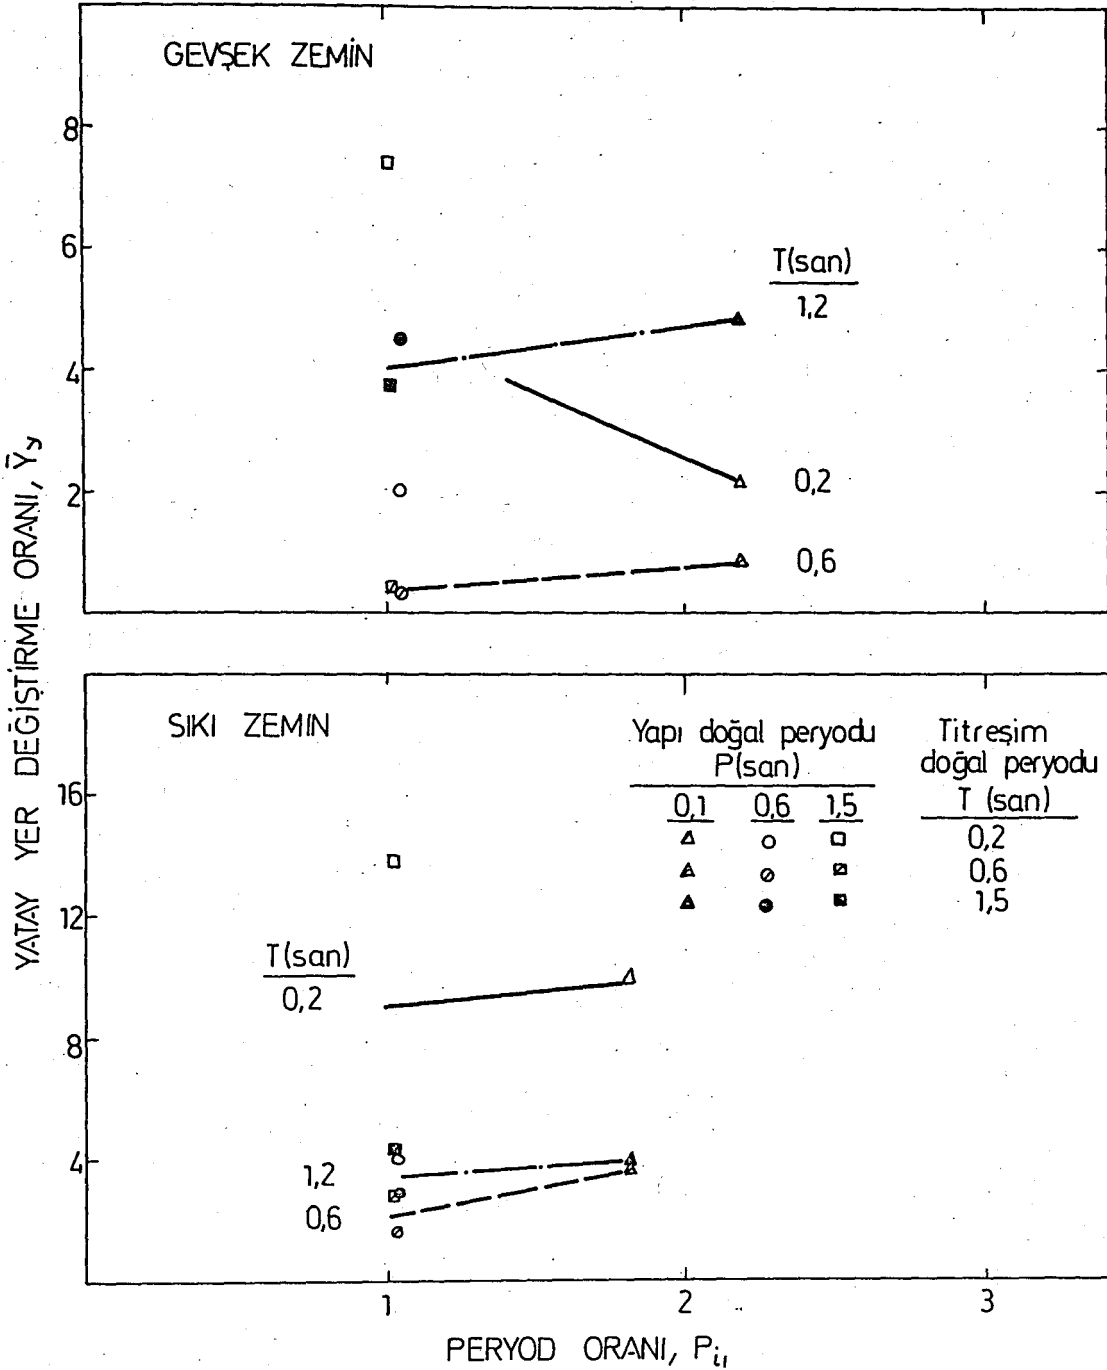 GEVŞEK ZEMİN
8
6
4
2
T(san)
1,2
0,2
0,6
YATAY YER DEĞİŞTİRME ORANI, Ȳy
SIKI ZEMIN
Yapı doğal peryodu
P(san)
0,1 0,6 1,5
Titreşim
doğal peryodu
T (san)
0,2
0,6
1,5
16
12
8
4
T(san)
0,2
1,2
0,6
1 2 3
PERYOD ORANI, Pi1